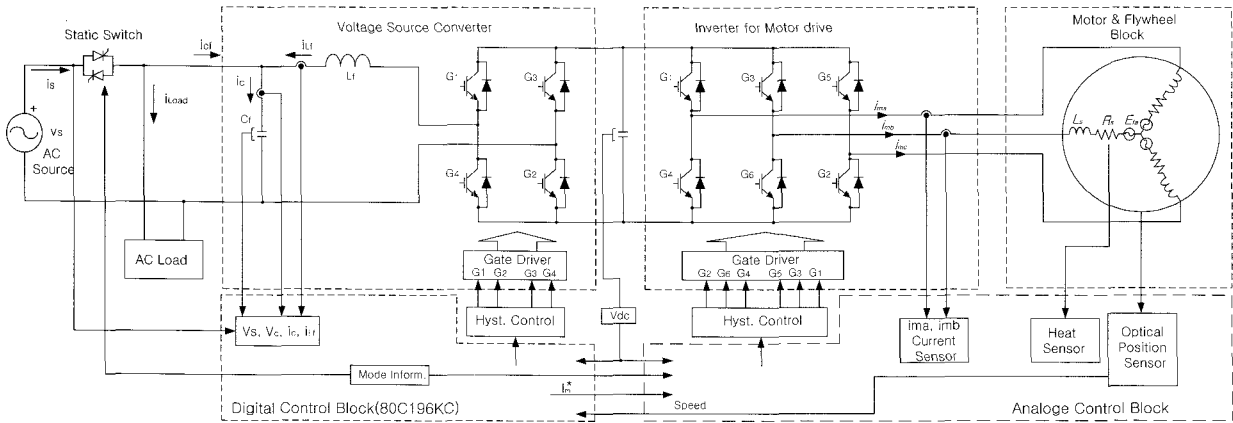 Static Switch
Voltage Source Converter
Inverter for Motor drive
Motor & Flywheel
Block
is
iLoad
+
Vs
AC
Source
AC Load
icf
iLf
ic
Cf
Lf
G1
G3
G4
G2
G1
G3
G5
G4
G6
G2
ima
imb
imc
Ls
Rs
Gate Driver
G1 G2 G3 G4
Gate Driver
G2 G6 G4 G5 G3 G1
Hyst. Control
Vdc
Hyst. Control
Vs, Vc, ic, iLf
ima, imb
Current
Sensor
Heat
Sensor
Optical
Position
Sensor
Mode Inform.
Im*
Speed
Digital Control Block(80C196KC)
Analoge Control Block